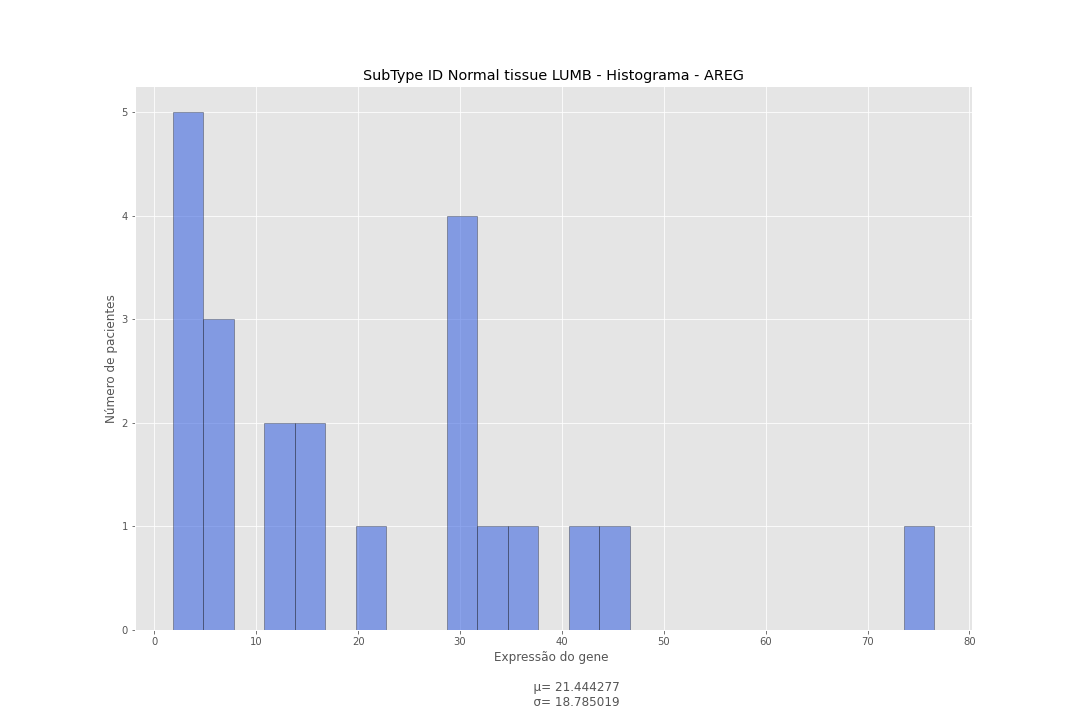 SubType ID Normal tissue LUMB - Histograma - AREG
5
4
3
2
1
0
Número de pacientes
0 10 20 30 40 50 60 70 80
Expressão do gene
μ= 21.444277
σ= 18.785019